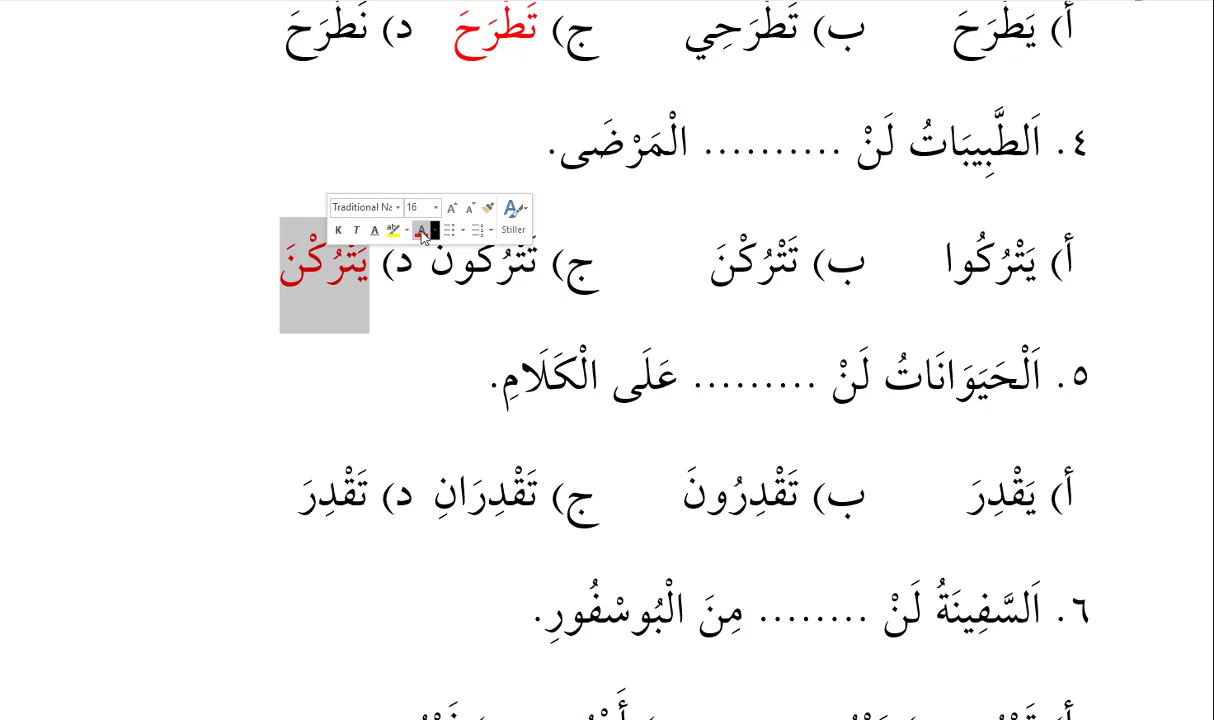 أ) يَطْرَحَ ب) تَطْرَحِي ج) تَطْرَحَ د) نَطْرَحَ
٤. اَلطَّبِيبَاتُ لَنْ .......... الْمَرْضَى.
Traditional Na 16
K T A Stiller
أ) يَتْرُكُوا ب) تَتْرُكْنَ ج) تَتْرُكُونَ د) يَتْرُكْنَ
٥. اَلْحَيَوَانَاتُ لَنْ ......... عَلَى الْكَلَامِ.
أ) يَقْدِرَ ب) تَقْدِرُونَ ج) تَقْدِرَانِ د) تَقْدِرَ
٦. اَلسَّفِينَةُ لَنْ ........ مِنَ الْبُوسْفُورِ.